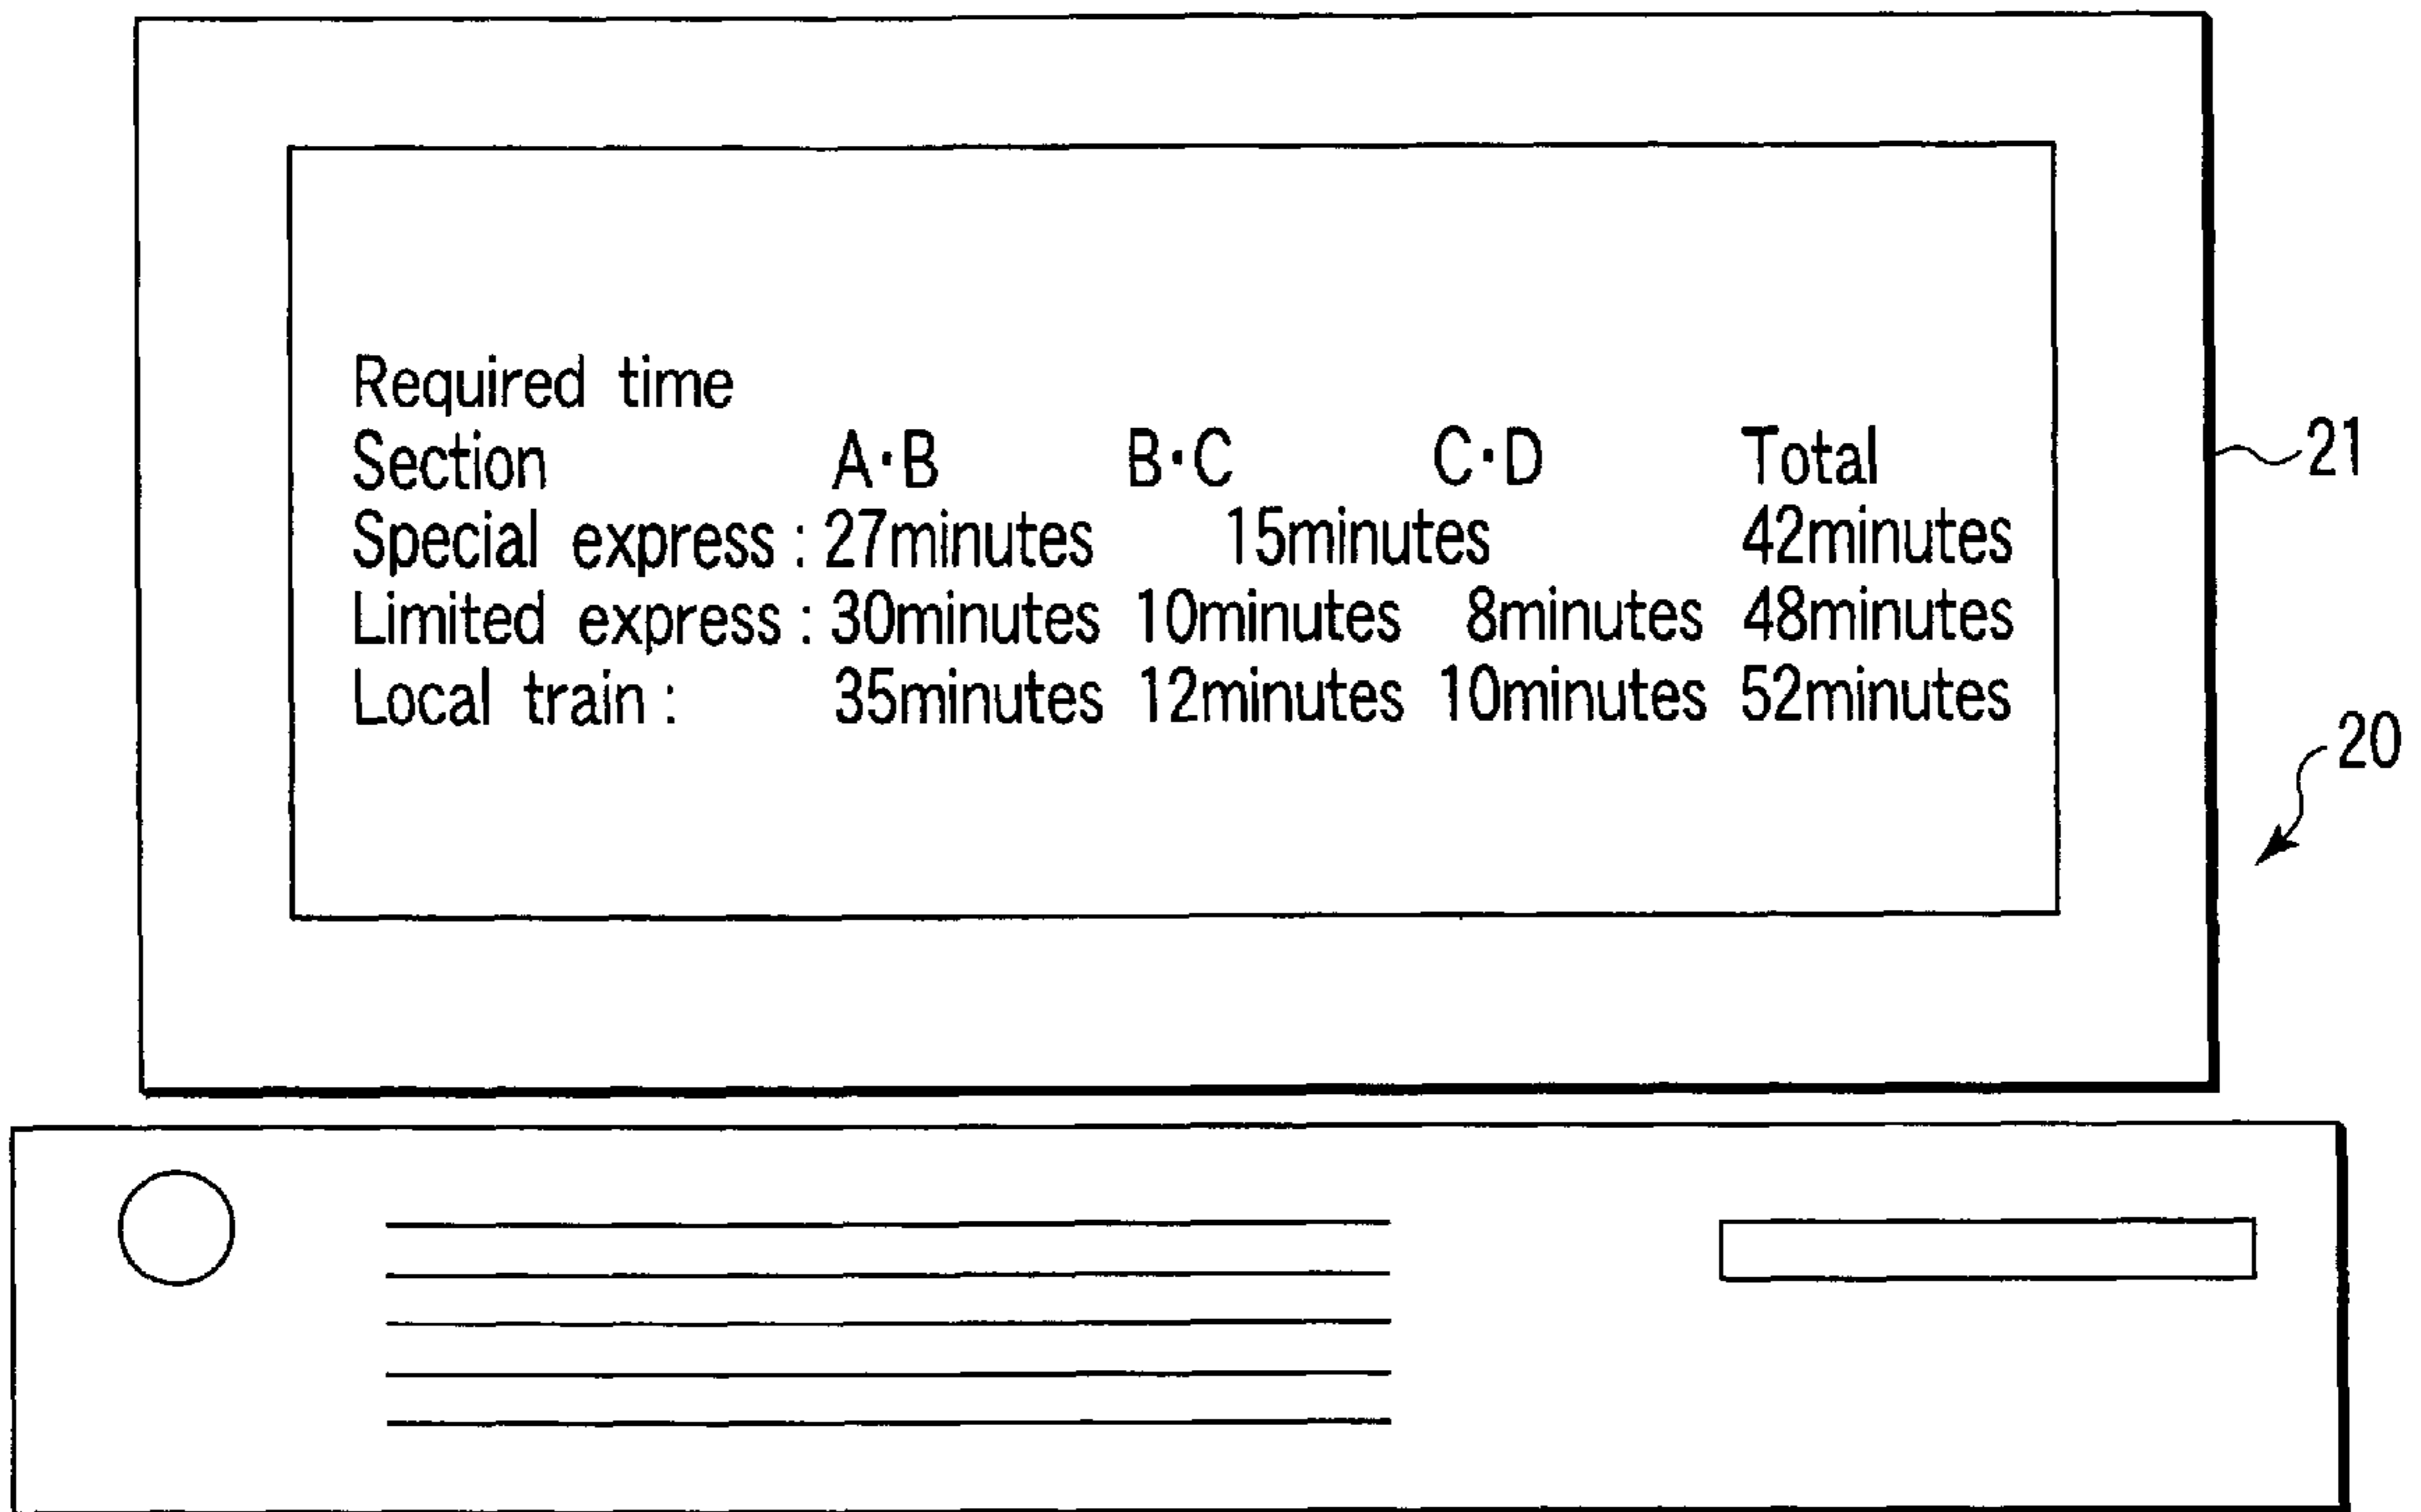 Required time
Section A·B B·C C·D Total
Special express : 27minutes 15minutes 42minutes
Limited express : 30minutes 10minutes 8minutes 48minutes
Local train : 35minutes 12minutes 10minutes 52minutes
21
20